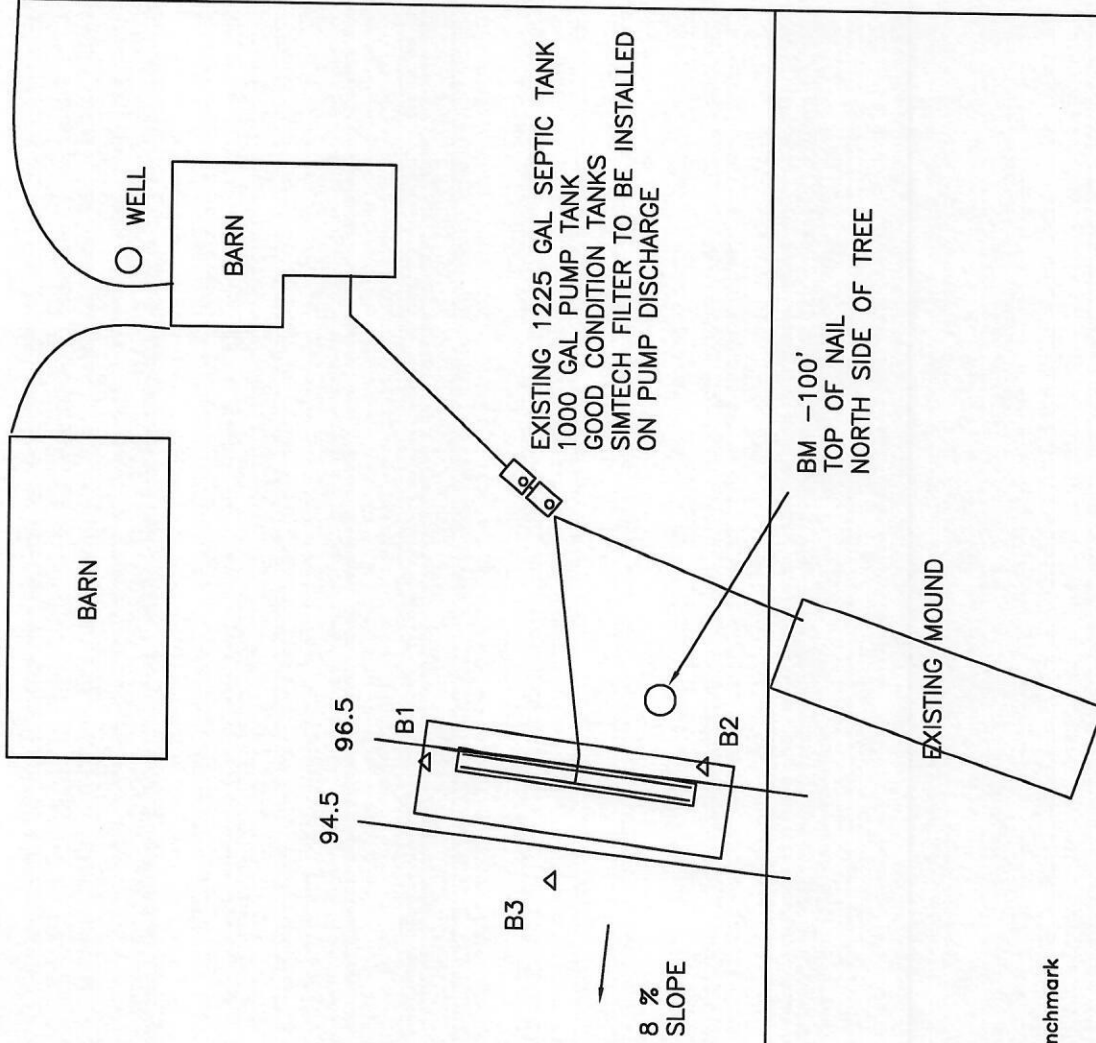 WELL
BARN
BARN
EXISTING 1225 GAL SEPTIC TANK
1000 GAL PUMP TANK
GOOD CONDITION TANKS
SIMTECH FILTER TO BE INSTALLED
ON PUMP DISCHARGE
BM -100'
TOP OF NAIL
NORTH SIDE OF TREE
96.5
B1
94.5
B2
B3
8 %
SLOPE
EXISTING MOUND
nchmark